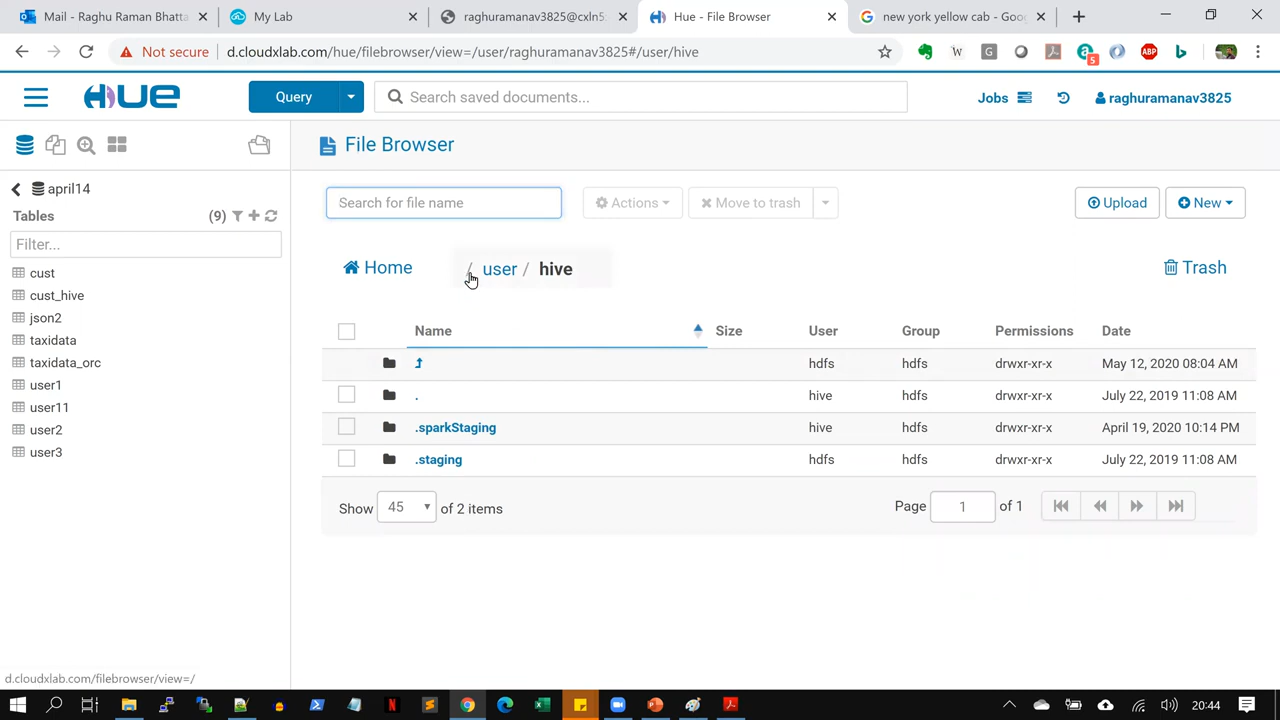 Mail - Raghu Raman Bhatta
My Lab
raghuramanav3825@cxln5
Hue - File Browser
new york yellow cab - Goo
Not secure
d.cloudxlab.com/hue/filebrowser/view=/user/raghuramanav3825#/user/hive
5
ABP
HUE
Query
Search saved documents...
Jobs
raghuramanav3825
File Browser
april14
Search for file name
Actions
Move to trash
Upload
New
Tables
(9)
Filter...
Home
/ user / hive
Trash
cust
cust_hive
json2
taxidata
taxidata_orc
user1
user11
user2
user3
Name Size User Group Permissions Date
hdfs hdfs drwxr-xr-x May 12, 2020 08:04 AM
. hive hdfs drwxr-xr-x July 22, 2019 11:08 AM
.sparkStaging hive hdfs drwxr-xr-x April 19, 2020 10:14 PM
.staging hdfs hdfs drwxr-xr-x July 22, 2019 11:08 AM
Show 45 of 2 items
Page 1 of 1
d.cloudxlab.com/filebrowser/view=/
20:44